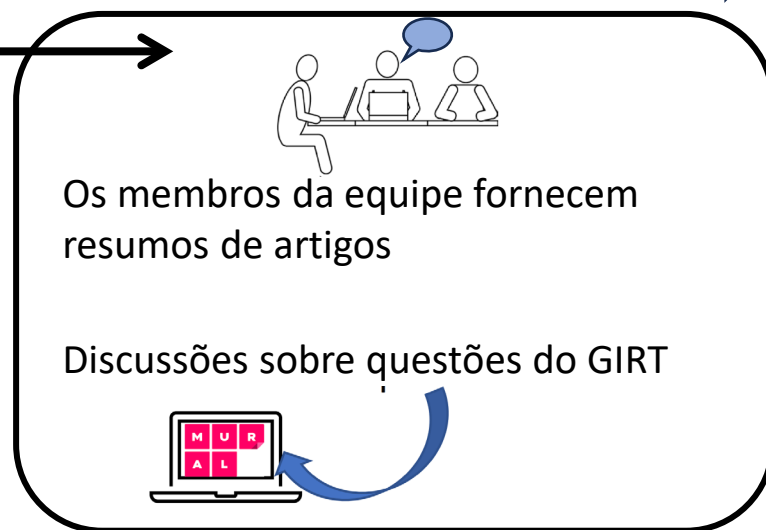 Os membros da equipe fornecem
resumos de artigos
Discussões sobre questões do GIRT
M U R
A L